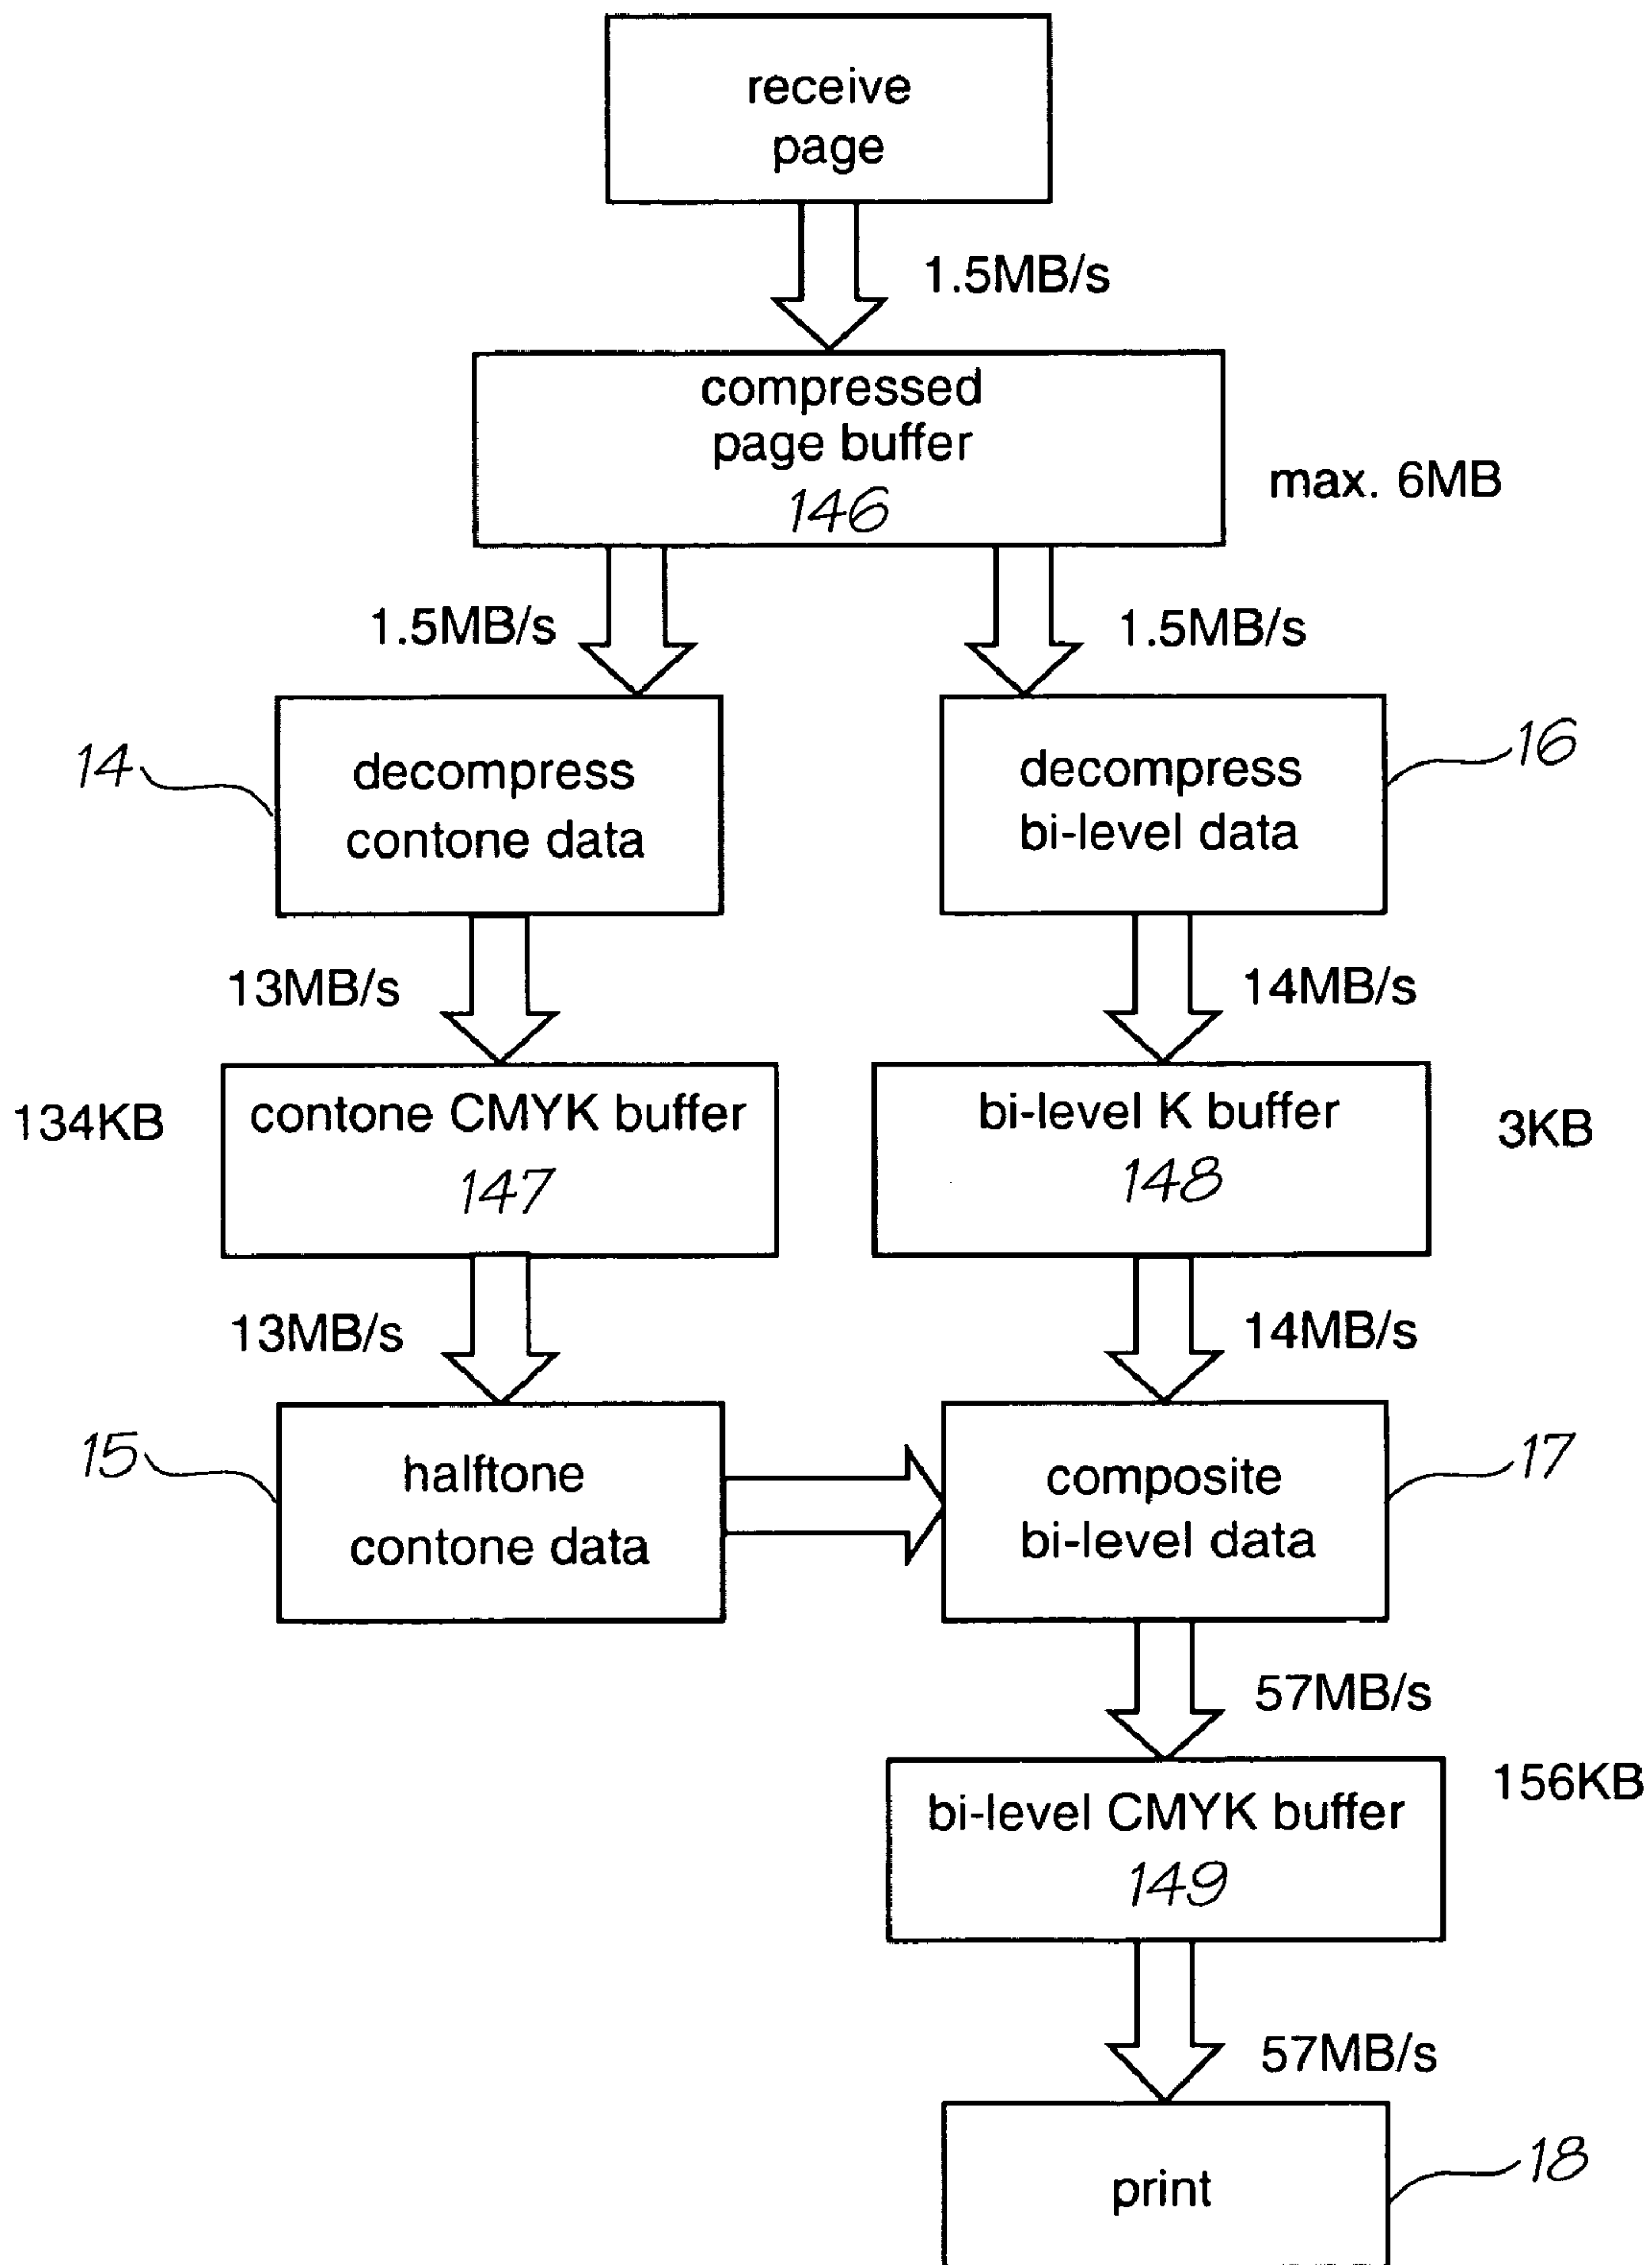 receive
page
1.5MB/s
compressed
page buffer
146
max. 6MB
1.5MB/s
1.5MB/s
14
decompress
contone data
decompress
bi-level data
16
13MB/s
14MB/s
134KB
contone CMYK buffer
147
bi-level K buffer
148
3KB
13MB/s
14MB/s
15
halftone
contone data
composite
bi-level data
17
57MB/s
bi-level CMYK buffer
149
156KB
57MB/s
print
18